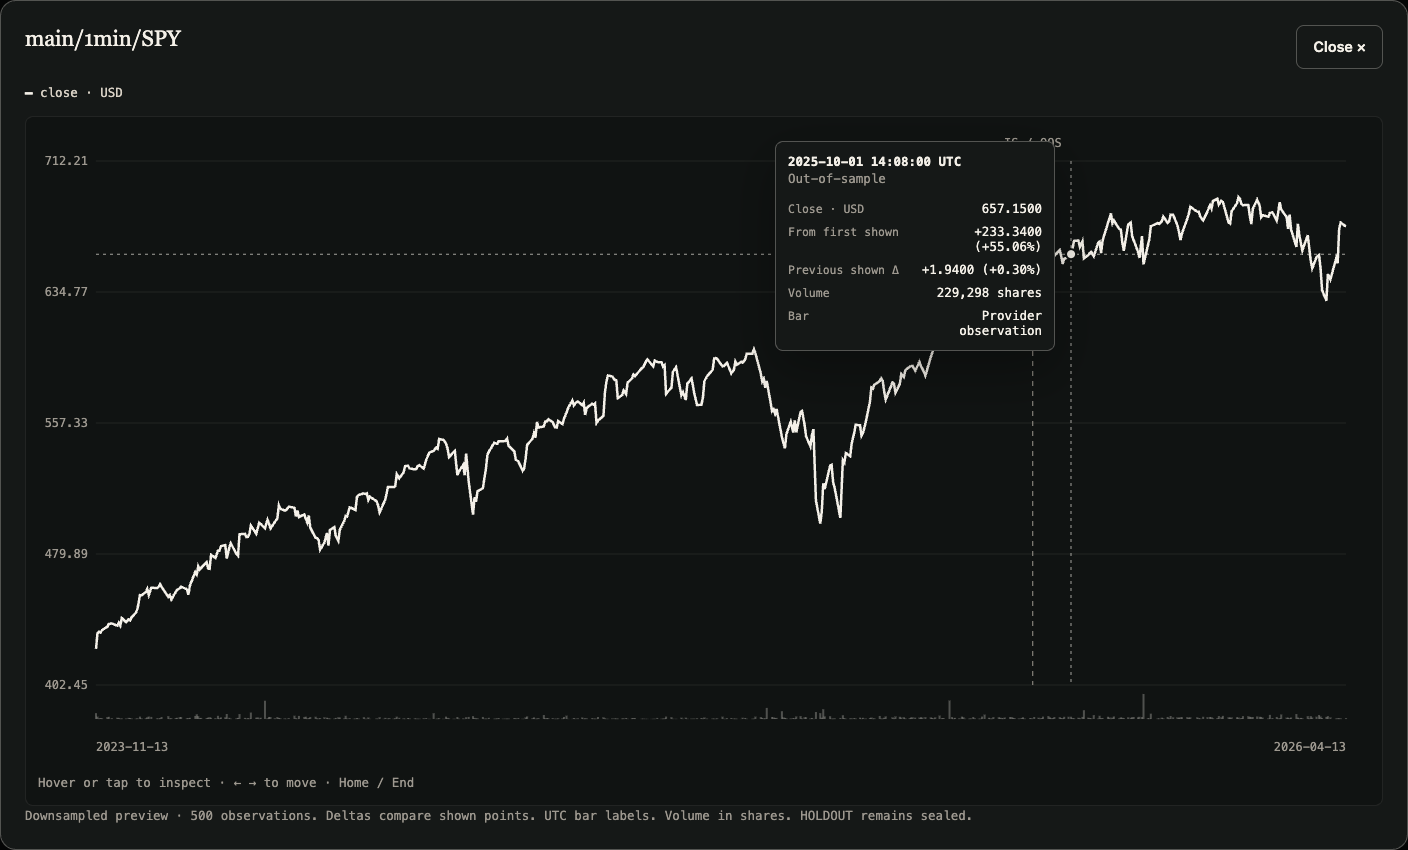 main/1min/SPY
Close ×
close · USD
712.21
634.77
557.33
479.89
402.45
2025-10-01 14:08:00 UTC
Out-of-sample
Close · USD 657.1500
From first shown +233.3400
(+55.06%)
Previous shown Δ +1.9400 (+0.30%)
Volume 229,298 shares
Bar Provider
observation
2023-11-13
2026-04-13
Hover or tap to inspect · ← → to move · Home / End
Downsampled preview · 500 observations. Deltas compare shown points. UTC bar labels. Volume in shares. HOLDOUT remains sealed.